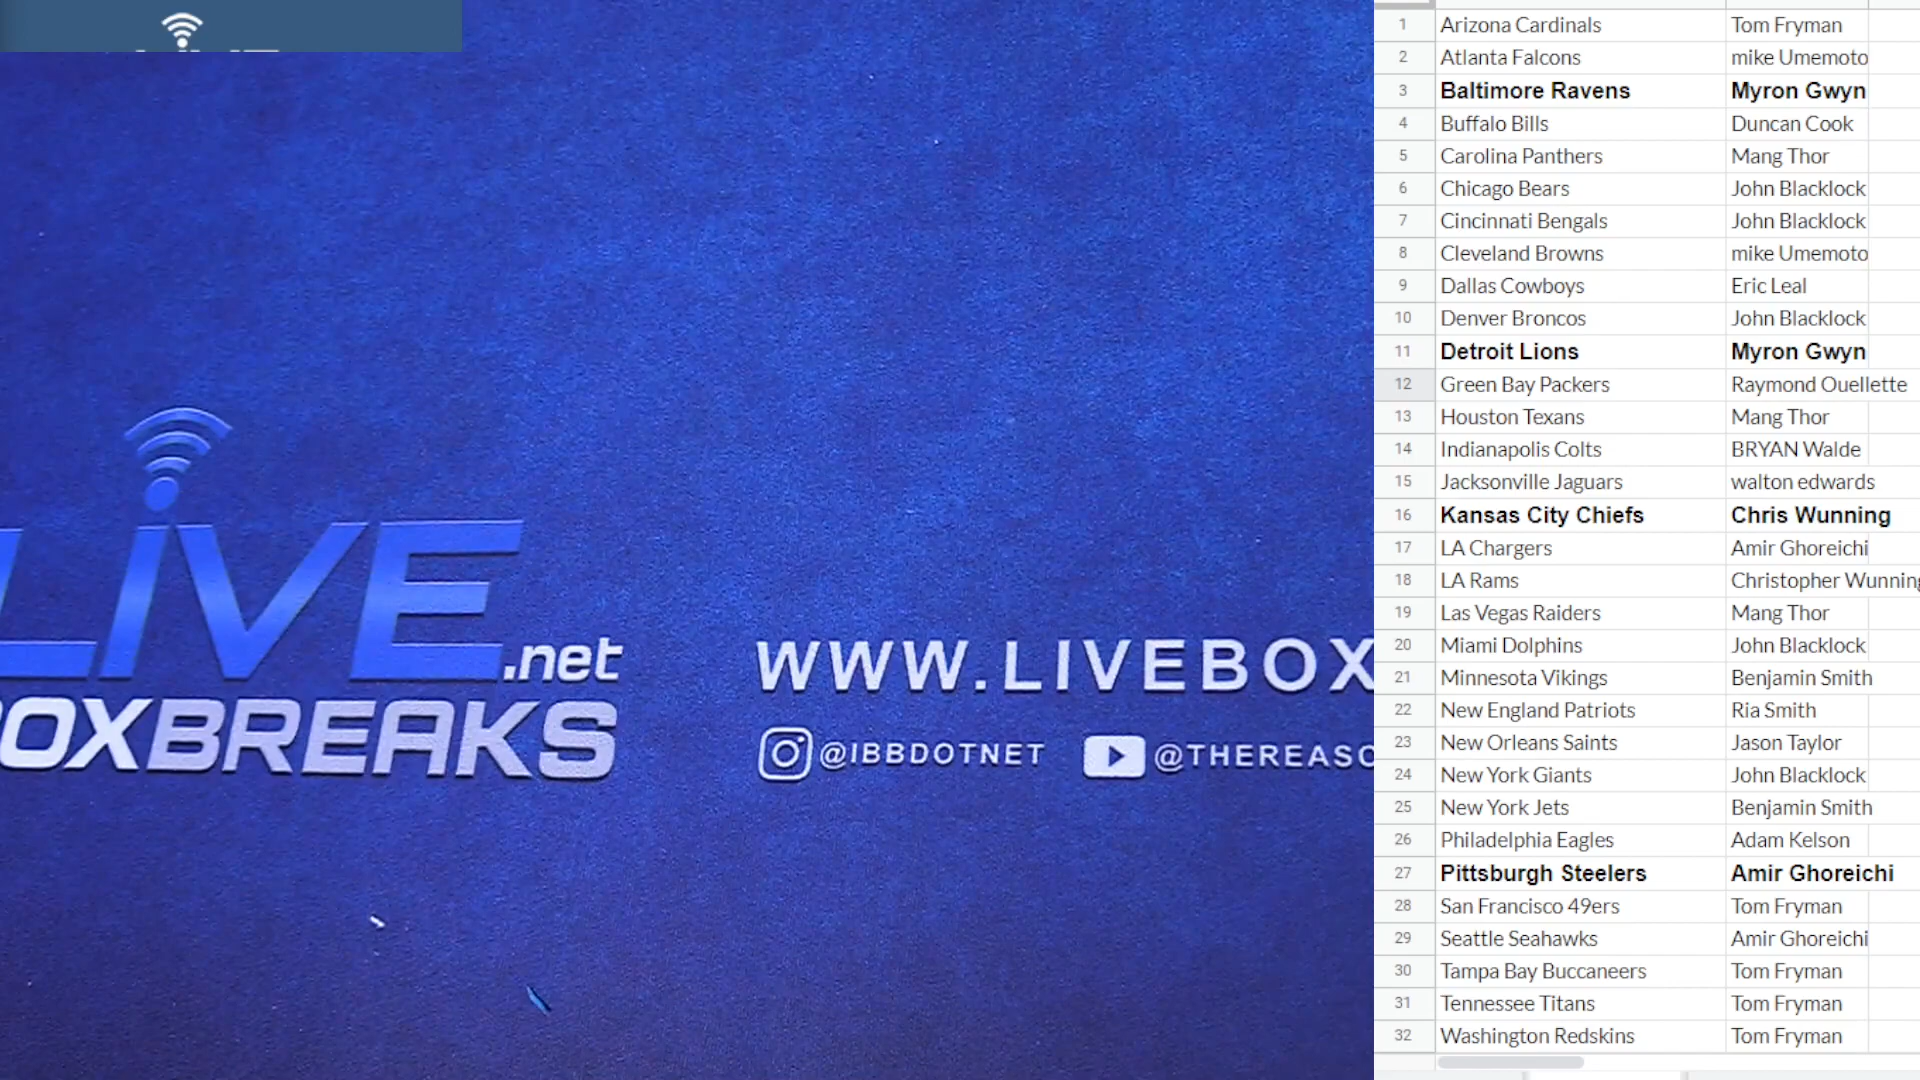 LIVE
.net
OXBREAKS
WWW.LIVEBOX
@IBBDOTNET
@THEREASO
1 Arizona Cardinals Tom Fryman
2 Atlanta Falcons mike Umemoto
3 Baltimore Ravens Myron Gwyn
4 Buffalo Bills Duncan Cook
5 Carolina Panthers Mang Thor
6 Chicago Bears John Blacklock
7 Cincinnati Bengals John Blacklock
8 Cleveland Browns mike Umemoto
9 Dallas Cowboys Eric Leal
10 Denver Broncos John Blacklock
11 Detroit Lions Myron Gwyn
12 Green Bay Packers Raymond Ouellette
13 Houston Texans Mang Thor
14 Indianapolis Colts BRYAN Walde
15 Jacksonville Jaguars walton edwards
16 Kansas City Chiefs Chris Wunning
17 LA Chargers Amir Ghoreichi
18 LA Rams Christopher Wunning
19 Las Vegas Raiders Mang Thor
20 Miami Dolphins John Blacklock
21 Minnesota Vikings Benjamin Smith
22 New England Patriots Ria Smith
23 New Orleans Saints Jason Taylor
24 New York Giants John Blacklock
25 New York Jets Benjamin Smith
26 Philadelphia Eagles Adam Kelson
27 Pittsburgh Steelers Amir Ghoreichi
28 San Francisco 49ers Tom Fryman
29 Seattle Seahawks Amir Ghoreichi
30 Tampa Bay Buccaneers Tom Fryman
31 Tennessee Titans Tom Fryman
32 Washington Redskins Tom Fryman